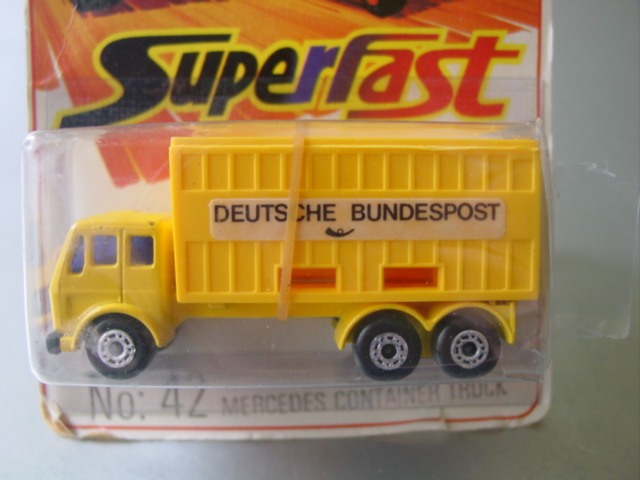 Superfast
DEUTSCHE BUNDESPOST
No: 42 MERCEDES CONTAINER TRUCK